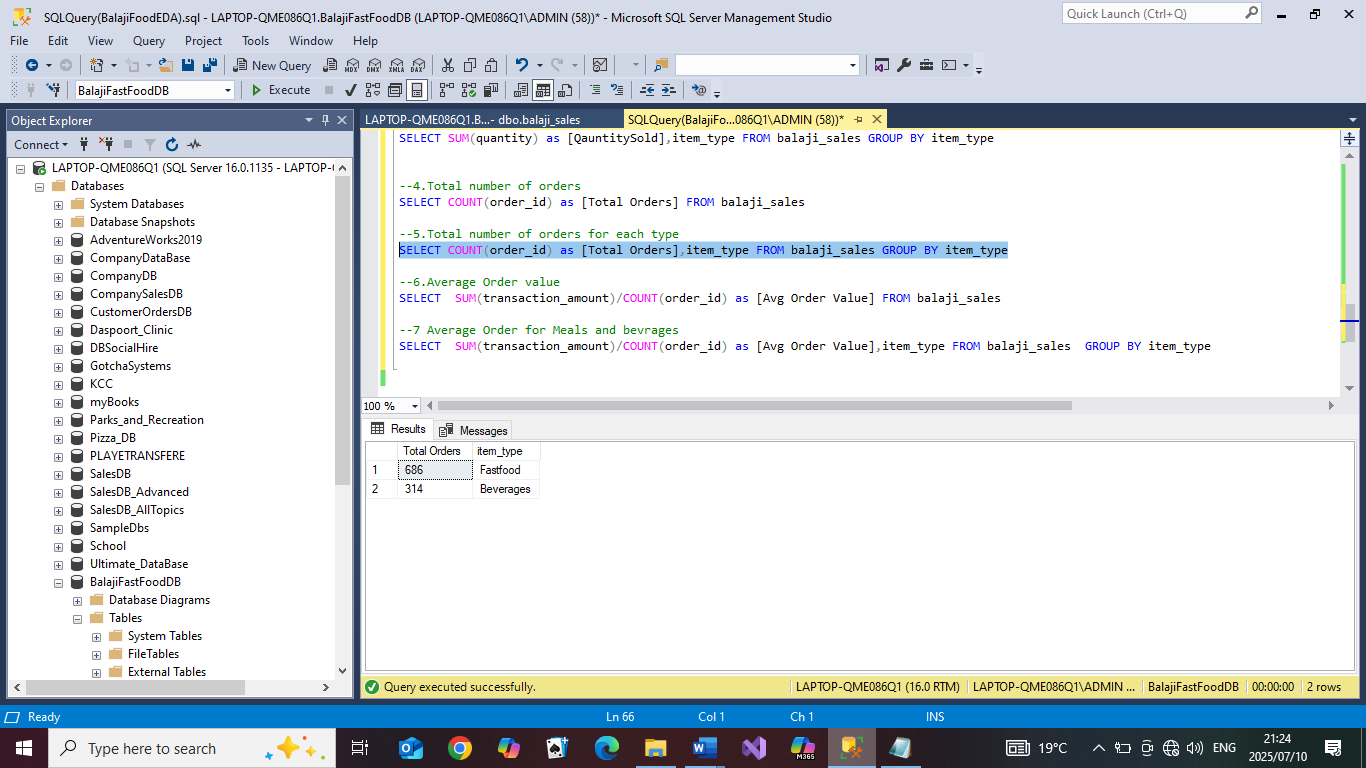 SQLQuery(BalajiFoodEDA).sql - LAPTOP-QME086Q1.BalajiFastFoodDB (LAPTOP-QME086Q1\ADMIN (58))* - Microsoft SQL Server Management Studio
Quick Launch (Ctrl+Q)
File Edit View Query Project Tools Window Help
New Query
MDX DMX XMLA DAX
BalajiFastFoodDB
Execute
Object Explorer
Connect
LAPTOP-QME086Q1 (SQL Server 16.0.1135 - LAPTOP-
Databases
System Databases
Database Snapshots
AdventureWorks2019
CompanyDataBase
CompanyDB
CompanySalesDB
CustomerOrdersDB
Daspoort_Clinic
DBSocialHire
GotchaSystems
KCC
myBooks
Parks_and_Recreation
Pizza_DB
PLAYETRANSFERE
SalesDB
SalesDB_Advanced
SalesDB_AllTopics
SampleDbs
School
Ultimate_DataBase
BalajiFastFoodDB
Database Diagrams
Tables
System Tables
FileTables
External Tables
LAPTOP-QME086Q1.B...- dbo.balaji_sales
SQLQuery(BalajiFo...086Q1\ADMIN (58))*
SELECT SUM(quantity) as [QauntitySold],item_type FROM balaji_sales GROUP BY item_type
--4.Total number of orders
SELECT COUNT(order_id) as [Total Orders] FROM balaji_sales
--5.Total number of orders for each type
SELECT COUNT(order_id) as [Total Orders],item_type FROM balaji_sales GROUP BY item_type
--6.Average Order value
SELECT  SUM(transaction_amount)/COUNT(order_id) as [Avg Order Value] FROM balaji_sales
--7 Average Order for Meals and bevrages
SELECT  SUM(transaction_amount)/COUNT(order_id) as [Avg Order Value],item_type FROM balaji_sales  GROUP BY item_type
100 %
Results Messages
Total Orders item_type
1 686 Fastfood
2 314 Beverages
Query executed successfully.
LAPTOP-QME086Q1 (16.0 RTM) LAPTOP-QME086Q1\ADMIN ... BalajiFastFoodDB 00:00:00 2 rows
Ready Ln 66 Col 1 Ch 1 INS
Type here to search
M365
19°C
ENG
21:24
2025/07/10